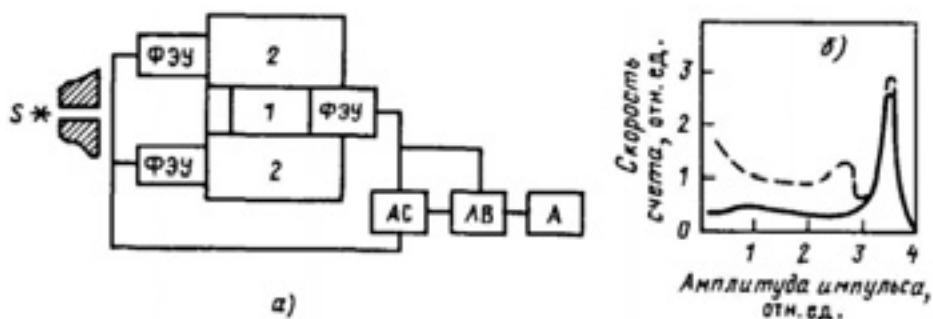 ФЭУ
2
S
1
ФЭУ
ФЭУ
2
АС
ЛВ
А
а)
б)
Скорость
счета, отн. ед.
3
2
1
0
1
2
3
4
Амплитуда импульса,
отн. ед.